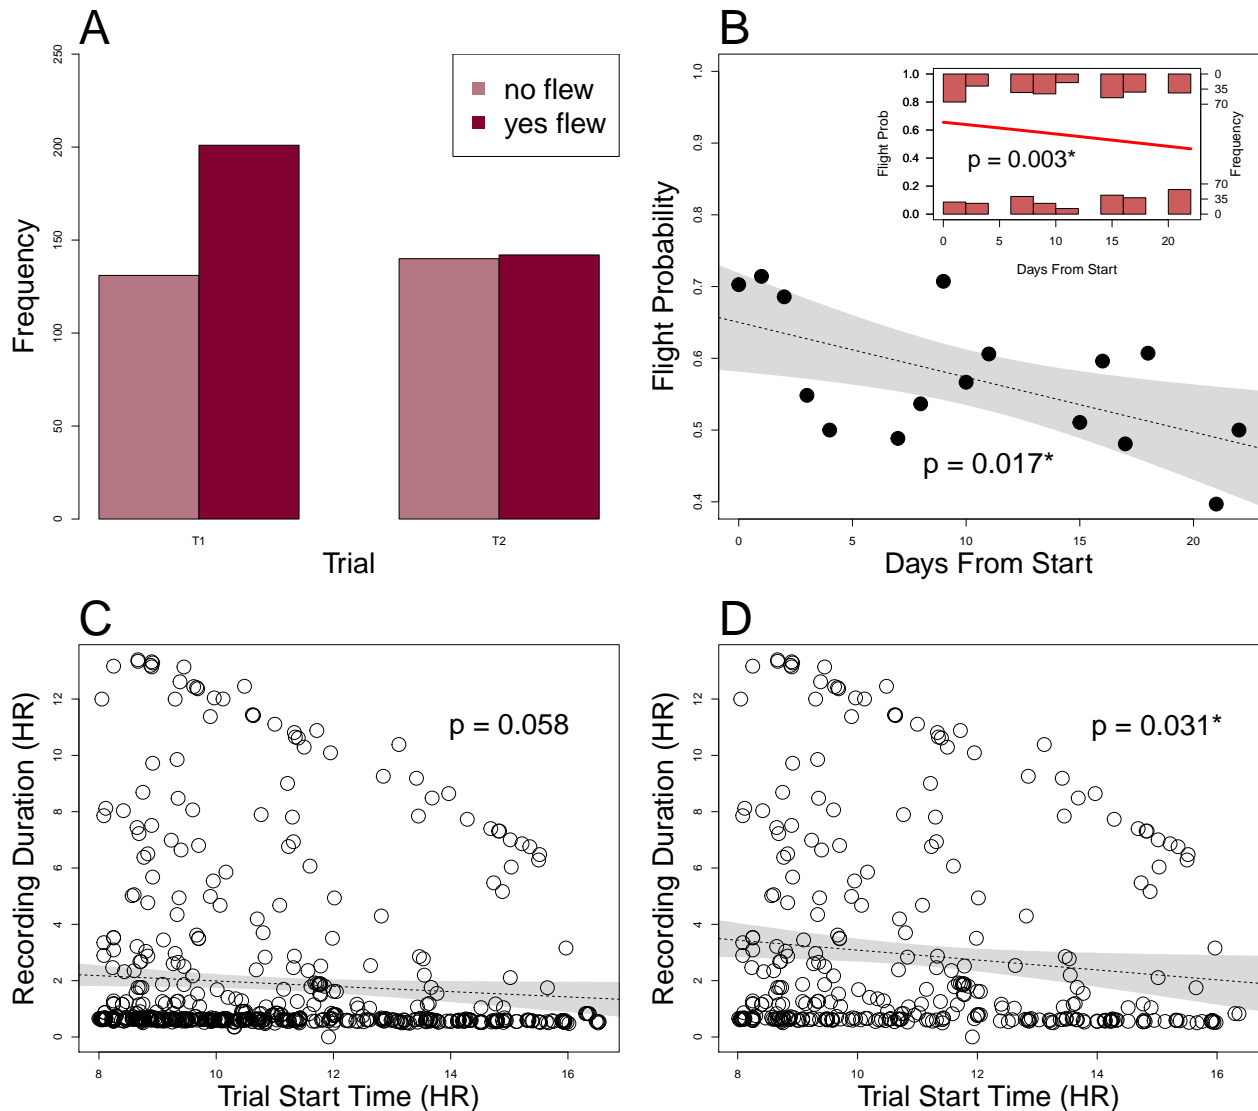 A
250
200
150
100
50
0
Frequency
no flew
yes flew
T1
T2
Trial
B
1.0
0.9
0.8
0.7
0.6
0.5
0.4
Flight Probability
p = 0.017*
0
5
10
15
20
Days From Start
1.0
0.8
0.6
0.4
0.2
0.0
Flight Prob
p = 0.003*
0
35
70
70
35
0
Frequency
0
5
10
15
20
Days From Start
C
12
10
8
6
4
2
0
Recording Duration (HR)
p = 0.058
8
10
12
14
16
Trial Start Time (HR)
D
12
10
8
6
4
2
0
Recording Duration (HR)
p = 0.031*
8
10
12
14
16
Trial Start Time (HR)